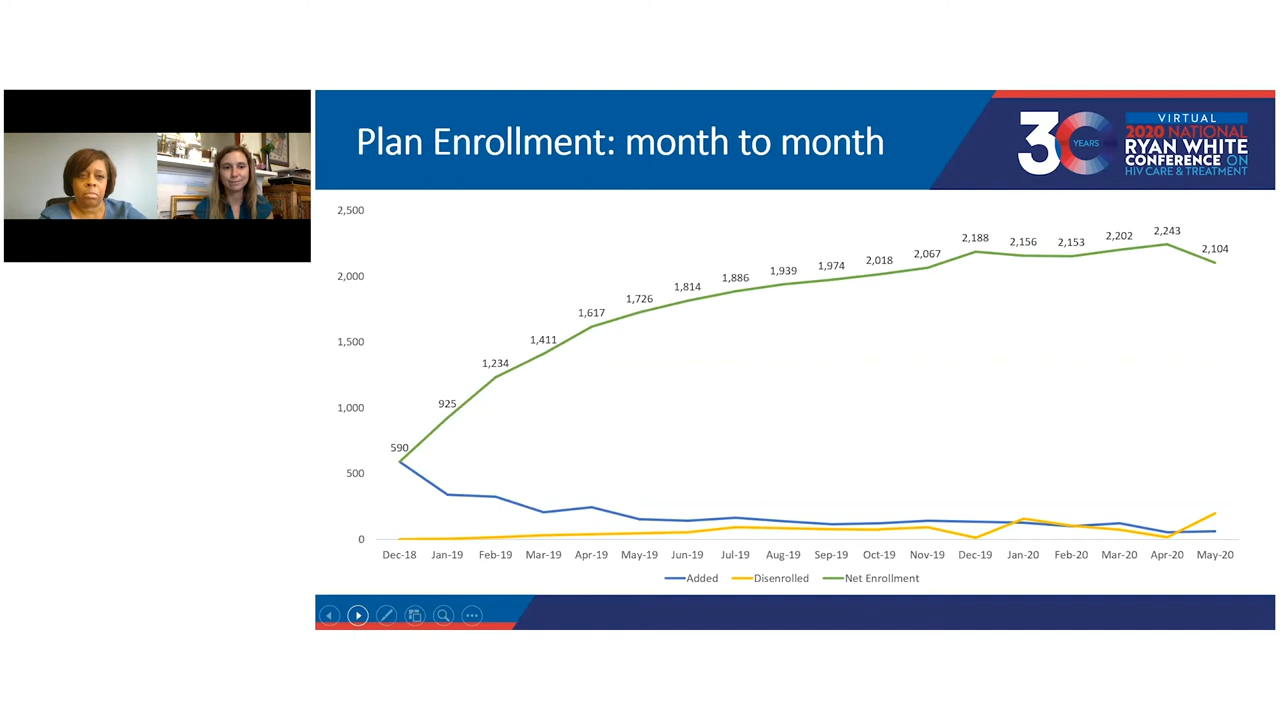 Plan Enrollment: month to month
30 YEARS
VIRTUAL
2020 NATIONAL
RYAN WHITE
CONFERENCE ON
HIV CARE & TREATMENT
2,500
2,000
1,500
1,000
500
0
590
925
1,234
1,411
1,617
1,726
1,814
1,886
1,939
1,974
2,018
2,067
2,188
2,156
2,153
2,202
2,243
2,104
Dec-18 Jan-19 Feb-19 Mar-19 Apr-19 May-19 Jun-19 Jul-19 Aug-19 Sep-19 Oct-19 Nov-19 Dec-19 Jan-20 Feb-20 Mar-20 Apr-20 May-20
Added Disenrolled Net Enrollment